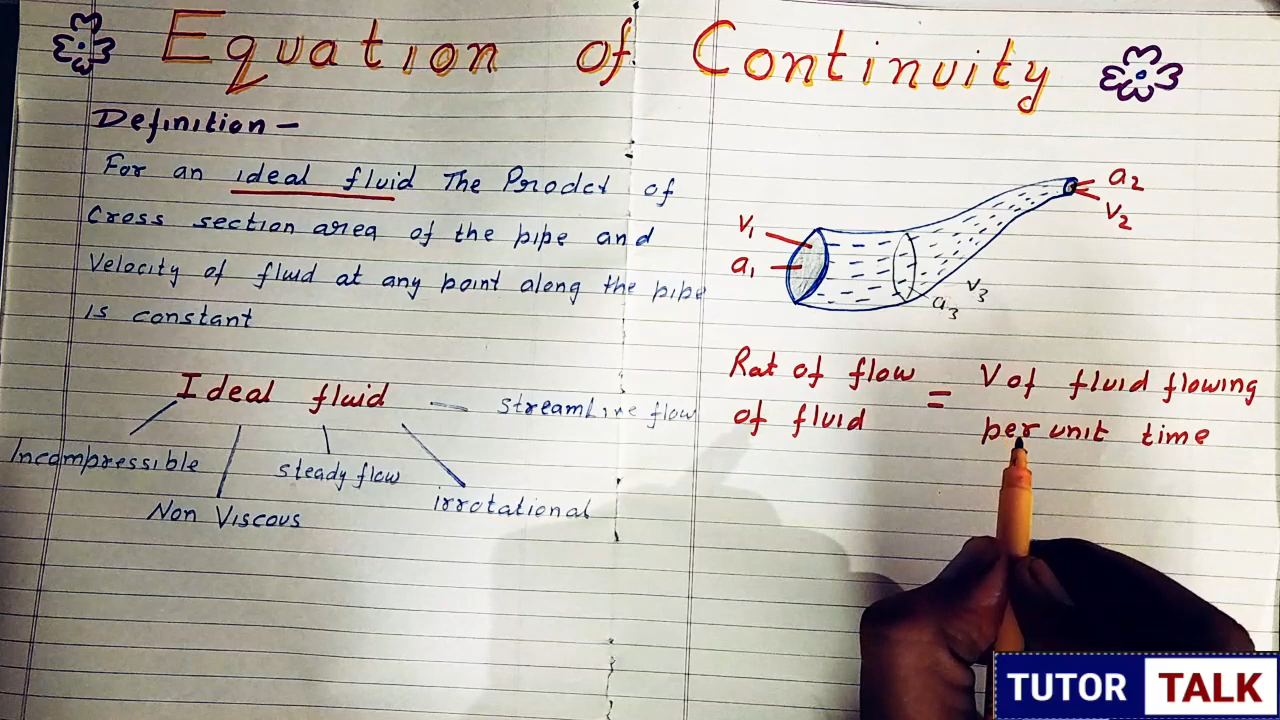 Equation of Continuity
Definition -
For an ideal fluid The Prodct of
Cross section area of the pipe and
Velocity of fluid at any point along the pipe
is constant
Ideal fluid
streamline flow
Incompressible
steady flow
Non Viscous
irrotational
a2
V2
V1
a1
V3
a3
Rat of flow = V of fluid flowing
of fluid per unit time
TUTOR TALK